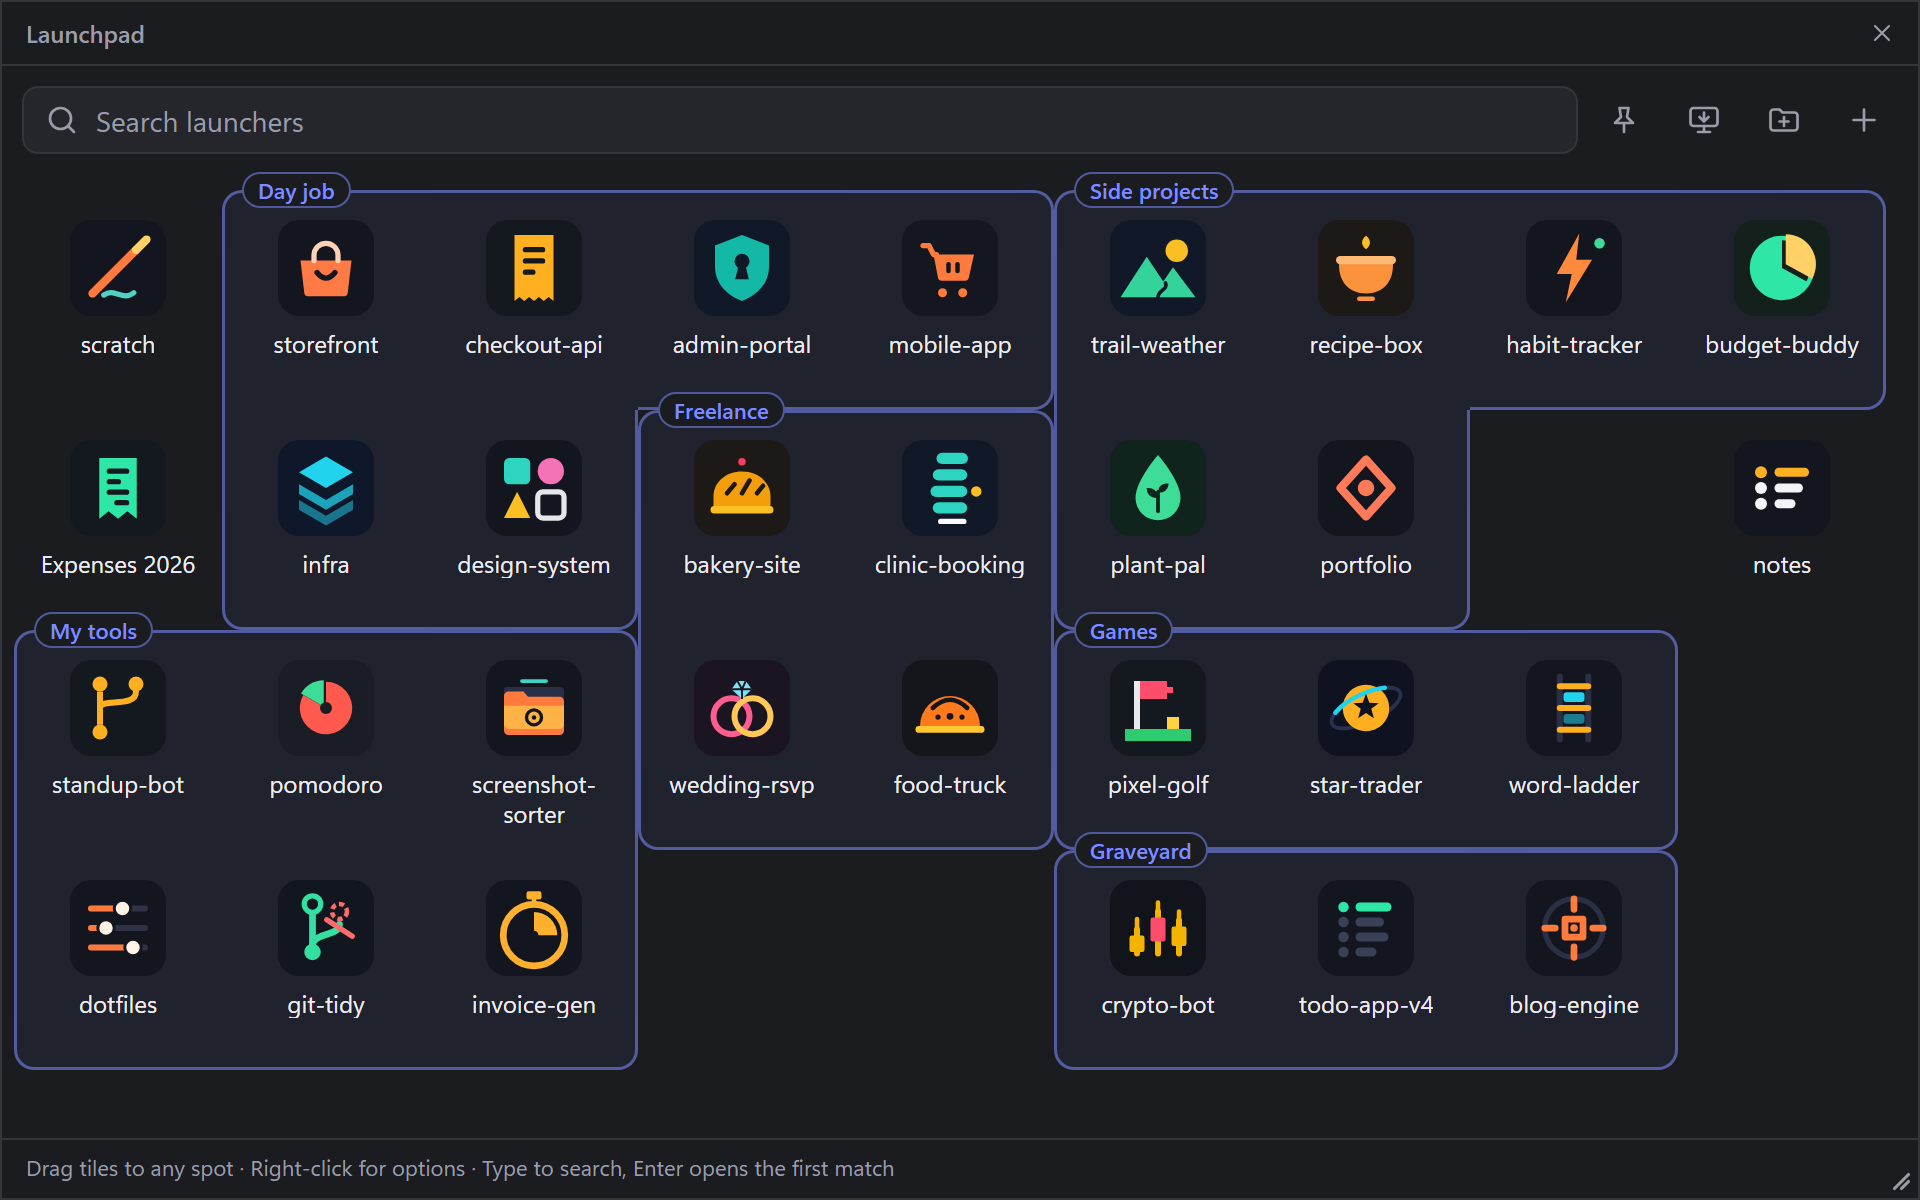 Launchpad
Search launchers
Day job
Side projects
scratch
storefront
checkout-api
admin-portal
mobile-app
trail-weather
recipe-box
habit-tracker
budget-buddy
Freelance
Expenses 2026
infra
design-system
bakery-site
clinic-booking
plant-pal
portfolio
notes
My tools
Games
standup-bot
pomodoro
screenshot-
sorter
wedding-rsvp
food-truck
pixel-golf
star-trader
word-ladder
Graveyard
dotfiles
git-tidy
invoice-gen
crypto-bot
todo-app-v4
blog-engine
Drag tiles to any spot · Right-click for options · Type to search, Enter opens the first match